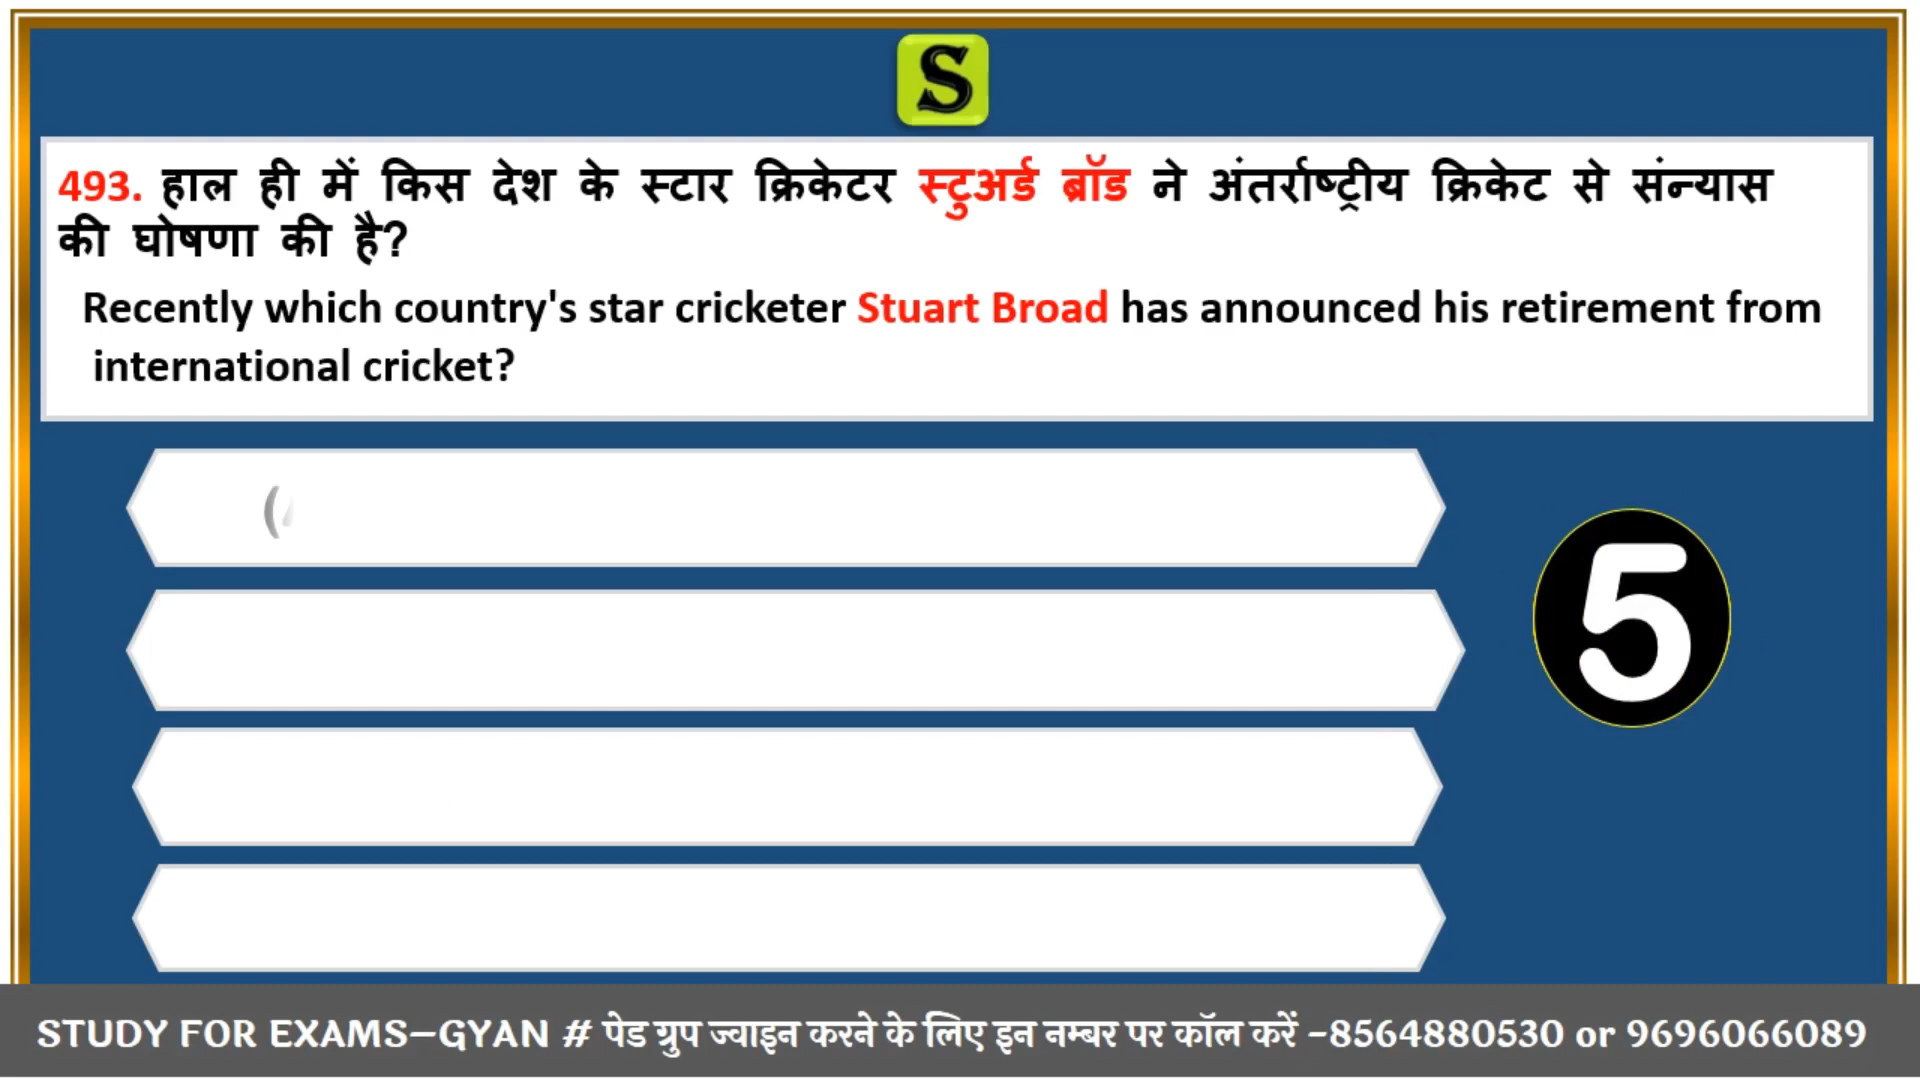 S
493. हाल ही में किस देश के स्टार क्रिकेटर स्टुअर्ड ब्रॉड ने अंतर्राष्ट्रीय क्रिकेट से संन्यास
की घोषणा की है?
Recently which country's star cricketer Stuart Broad has announced his retirement from
international cricket?
(
5
STUDY FOR EXAMS–GYAN # पेड ग्रुप ज्वाइन करने के लिए इन नम्बर पर कॉल करें –8564880530 or 9696066089